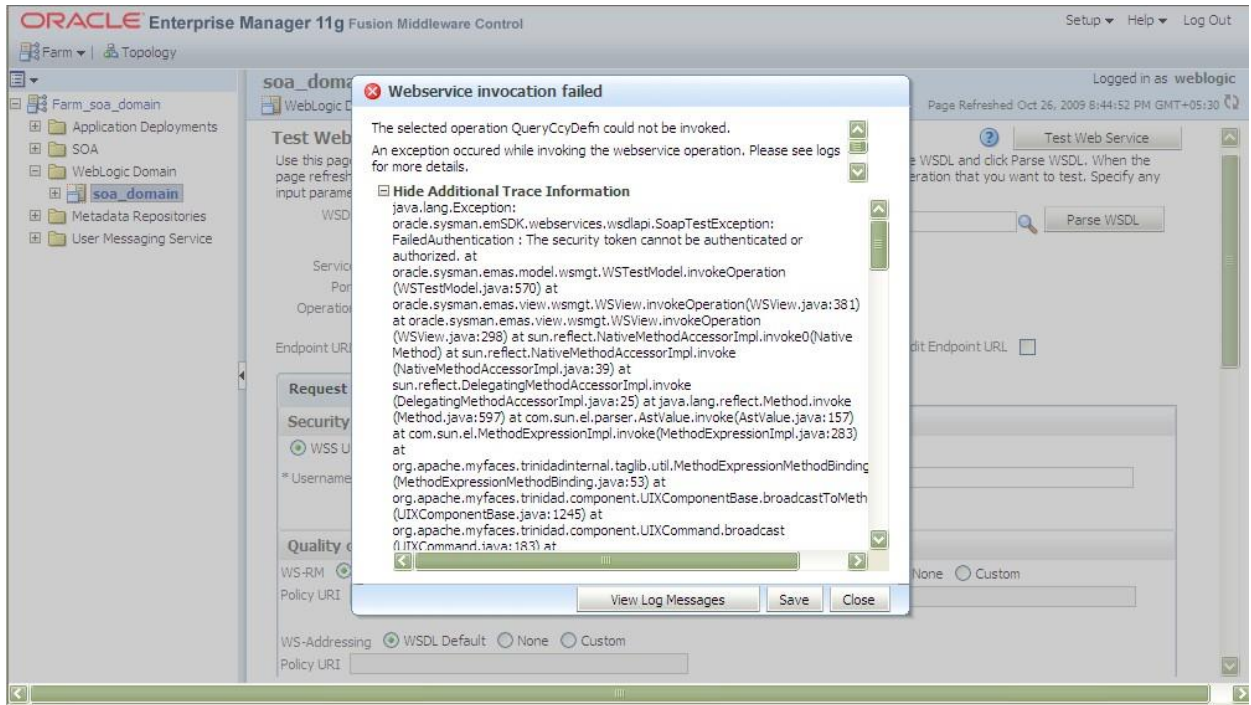 ORACLE Enterprise Manager 11g Fusion Middleware Control
Setup Help Log Out
Farm Topology
Farm_soa_domain
Application Deployments
SOA
WebLogic Domain
soa_domain
Metadata Repositories
User Messaging Service
soa_doma
Logged in as weblogic
WebLogic D
Page Refreshed Oct 26, 2009 8:44:52 PM GMT+05:30
Test Web
Test Web Service
Use this pag
e WSDL and click Parse WSDL. When the
page refresh
eration that you want to test. Specify any
input parame
WSD
Parse WSDL
Servic
Por
Operatio
Endpoint UR
dit Endpoint URL
Request
Security
WSS U
* Username
Quality
WS-RM
None Custom
Policy URI
WS-Addressing WSDL Default None Custom
Policy URI
Webservice invocation failed
The selected operation QueryCcyDefn could not be invoked.
An exception occured while invoking the webservice operation. Please see logs
for more details.
Hide Additional Trace Information
java.lang.Exception:
oracle.sysman.emSDK.webservices.wsdlapi.SoapTestException:
FailedAuthentication : The security token cannot be authenticated or
authorized. at
oracle.sysman.emas.model.wsmgt.WSTestModel.invokeOperation
(WSTestModel.java:570) at
oracle.sysman.emas.view.wsmgt.WSView.invokeOperation(WSView.java:381)
at oracle.sysman.emas.view.wsmgt.WSView.invokeOperation
(WSView.java:298) at sun.reflect.NativeMethodAccessorImpl.invoke0(Native
Method) at sun.reflect.NativeMethodAccessorImpl.invoke
(NativeMethodAccessorImpl.java:39) at
sun.reflect.DelegatingMethodAccessorImpl.invoke
(DelegatingMethodAccessorImpl.java:25) at java.lang.reflect.Method.invoke
(Method.java:597) at com.sun.el.parser.AstValue.invoke(AstValue.java:157)
at com.sun.el.MethodExpressionImpl.invoke(MethodExpressionImpl.java:283)
at
org.apache.myfaces.trinidadinternal.taglib.util.MethodExpressionMethodBinding
(MethodExpressionMethodBinding.java:53) at
org.apache.myfaces.trinidad.component.UIXComponentBase.broadcastToMeth
(UIXComponentBase.java:1245) at
org.apache.myfaces.trinidad.component.UIXCommand.broadcast
(UIXCommand.java:183) at
View Log Messages Save Close